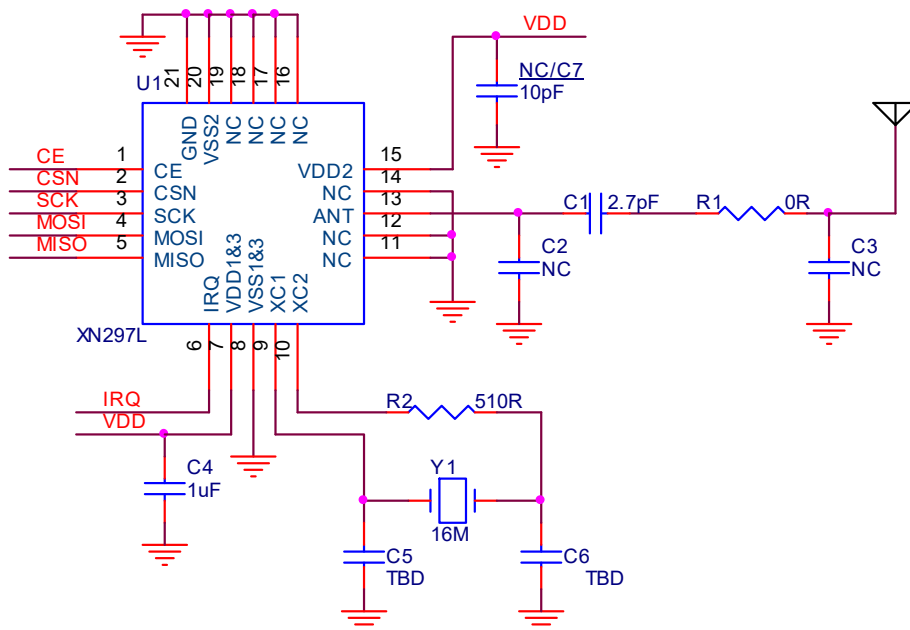 VDD
NC/C7
10pF
U1
21
20
19
18
17
16
GND
VSS2
NC
NC
NC
NC
CE
CSN
SCK
MOSI
MISO
1
2
3
4
5
CE
CSN
SCK
MOSI
MISO
VDD2
NC
ANT
NC
NC
15
14
13
12
11
C1
2.7pF
R1
0R
C2
NC
C3
NC
IRQ
VDD1&3
VSS1&3
XC1
XC2
XN297L
6
7
8
9
10
IRQ
VDD
R2
510R
C4
1uF
Y1
16M
C5
TBD
C6
TBD